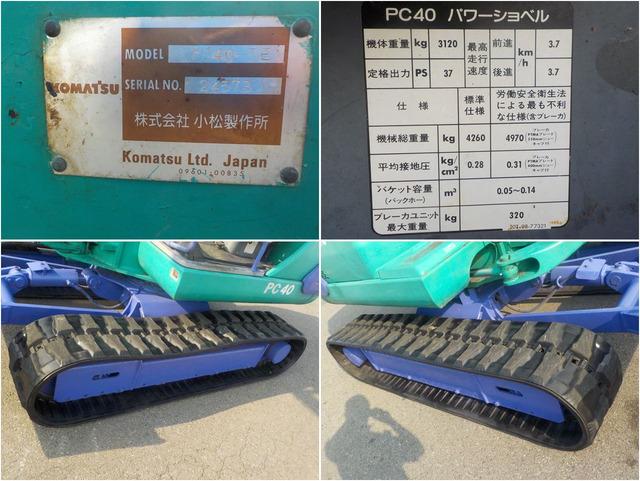 MODEL
KOMATSU
SERIAL NO.
株式会社 小松製作所
Komatsu Ltd. Japan
09601-00835
PC40 パワーショベル
機体重量 kg 3120 最高走行速度 前進 km/h 3.7
定格出力 PS 37 後進 3.7
仕様 標準仕様 労働安全衛生法による最も不利な仕様(含ブレーカ)
機械総重量 kg 4260 4970
平均接地圧 kg/cm² 0.28 0.31
バケット容量(バックホー) m³ 0.05~0.14
ブレーカユニット最大重量 kg 320
PC40
PC40